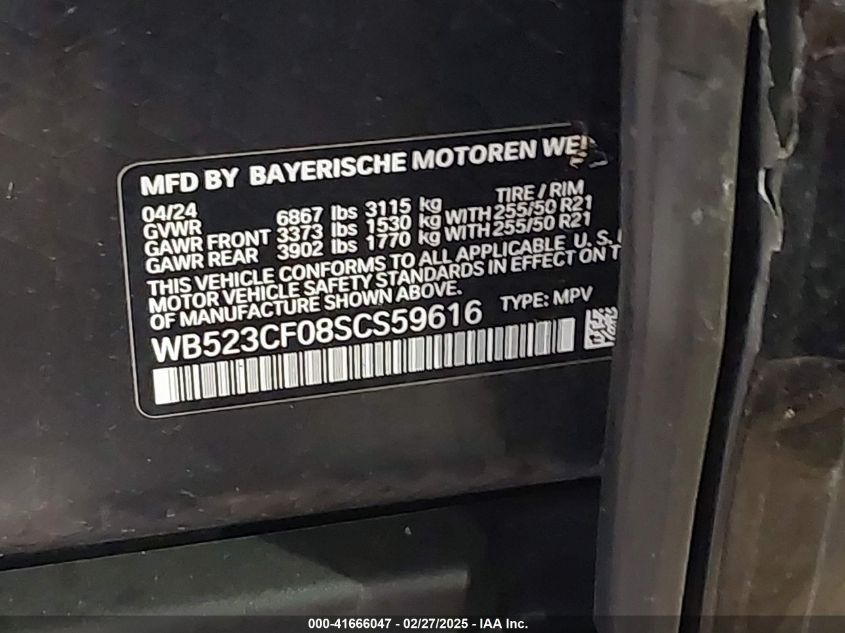 MFD BY BAYERISCHE MOTOREN
04/24 TIRE / RIM
GVWR 6867 lbs 3115 kg
GAWR FRONT 3373 lbs 1530 kg WITH 255/50 R21
GAWR REAR 3902 lbs 1770 kg WITH 255/50 R21
THIS VEHICLE CONFORMS TO ALL APPLICABLE U. S.
MOTOR VEHICLE SAFETY STANDARDS IN EFFECT ON
OF MANUFACTURE SHOWN ABOVE.
WB523CF08SCS59616 TYPE: MPV
000-41666047 - 02/27/2025 - IAA Inc.